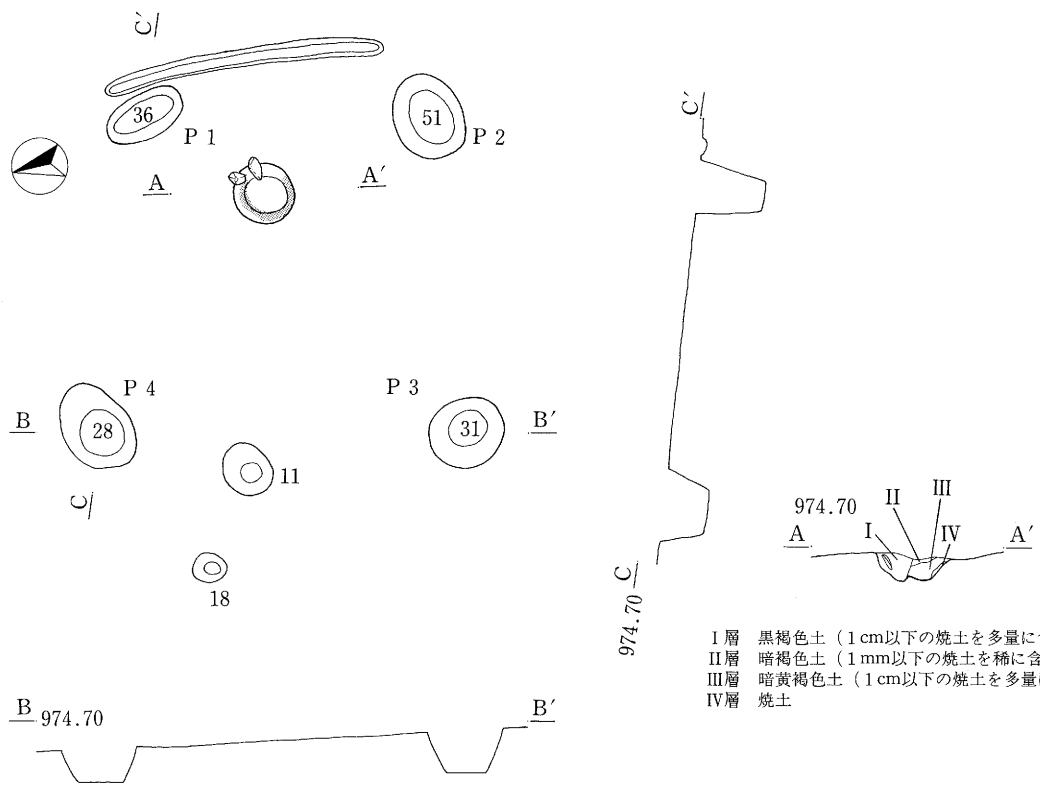 C′
36
P 1
51
P 2
A
A′
P 4
P 3
B
28
31
B′
11
C
18
B 974.70
B′
C′
C
974.70
974.70
II
III
I
IV
A
A′
I層 黒褐色土（1cm以下の焼土を多量に
II層 暗褐色土（1mm以下の焼土を稀に含
III層 暗黄褐色土（1cm以下の焼土を多量
IV層 焼土